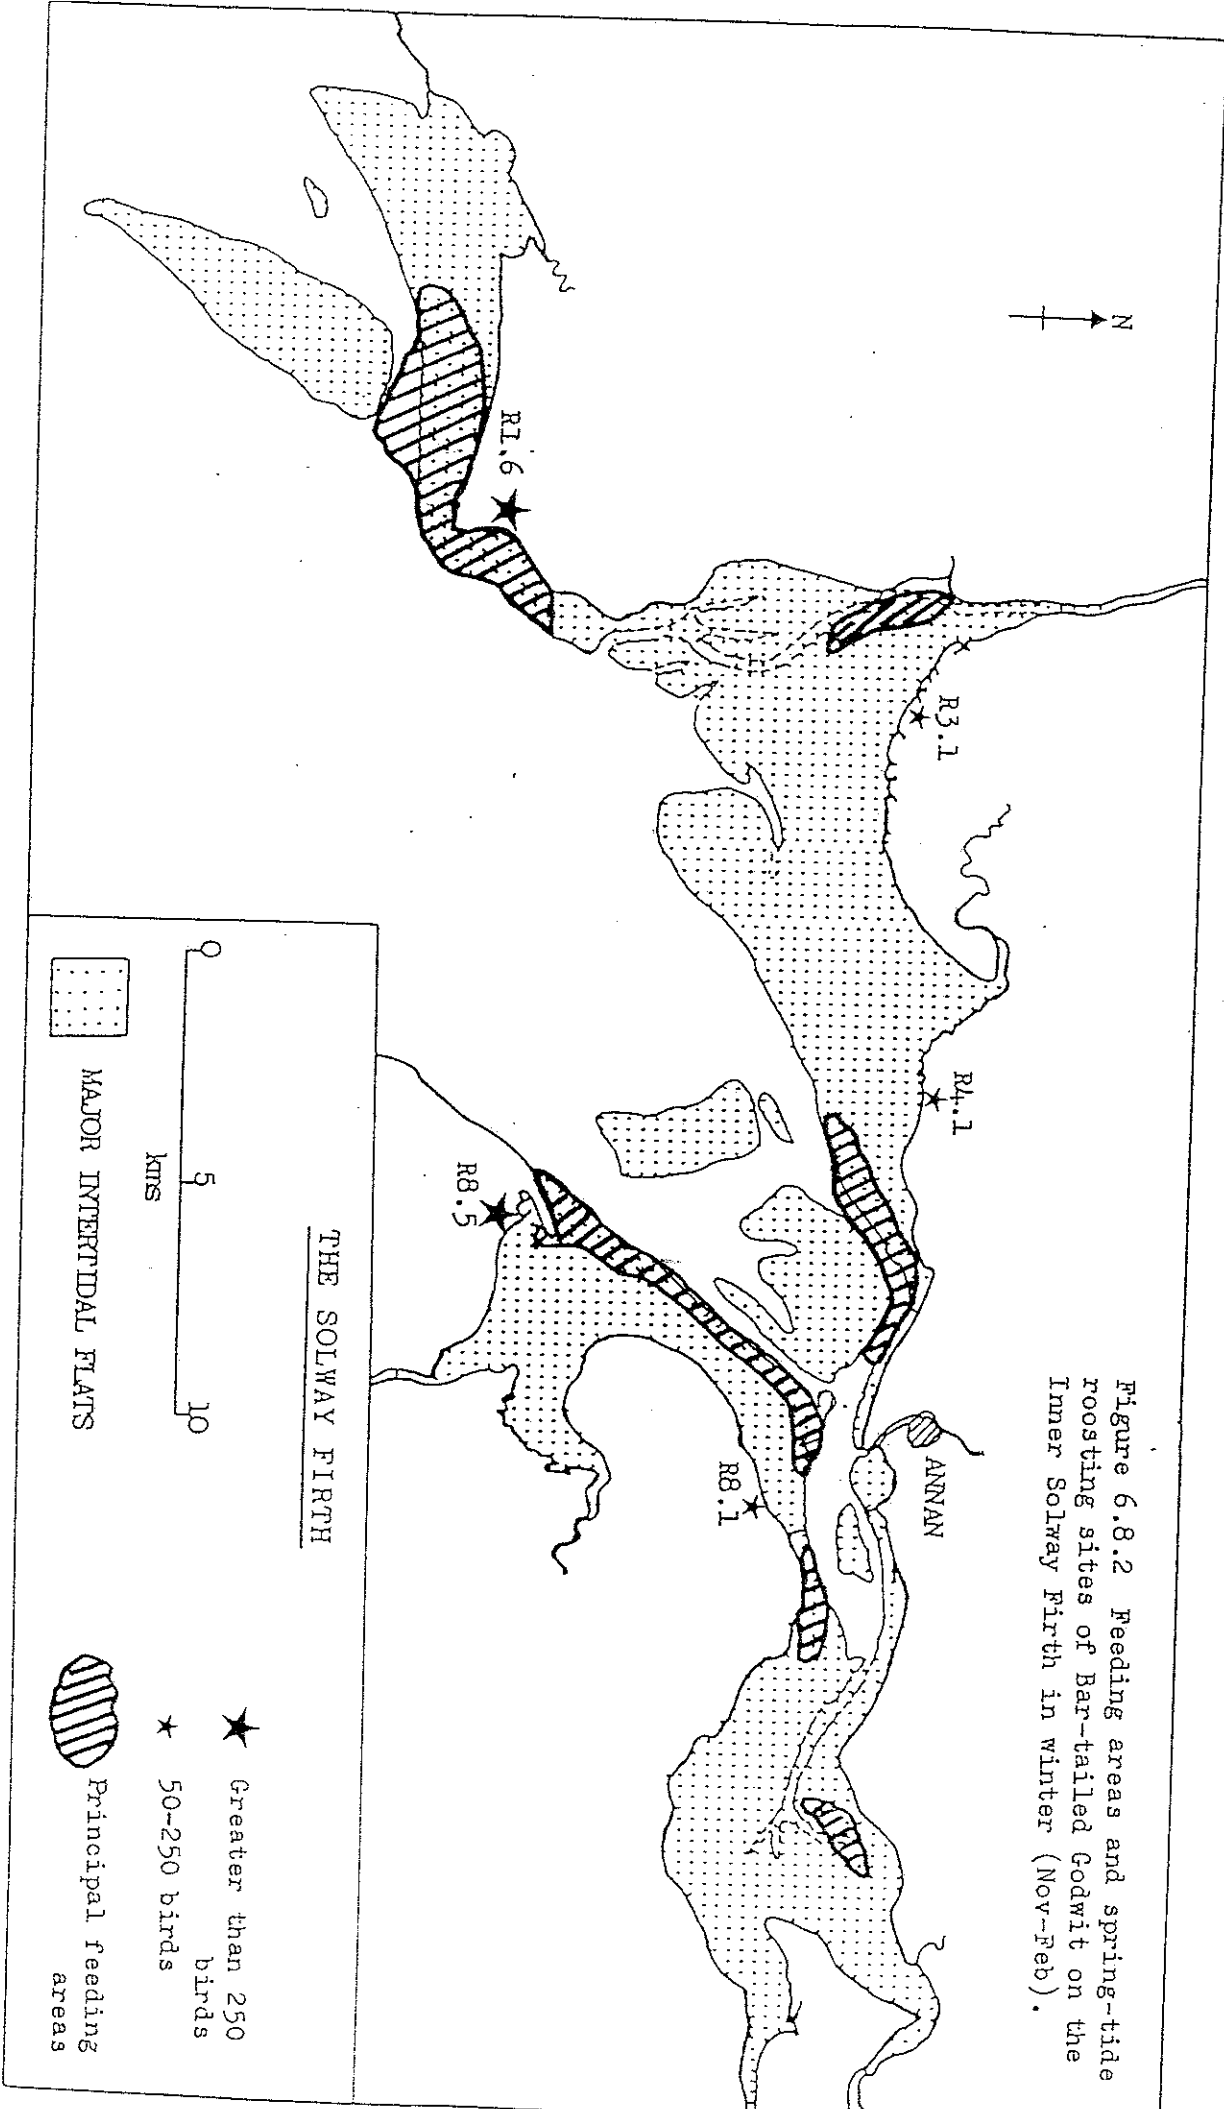 Figure 6.8.2 Feeding areas and spring-tide
roosting sites of Bar-tailed Godwit on the
Inner Solway Firth in winter (Nov-Feb).
N
R1.6
R3.1
R4.1
ANNAN
R8.5
R8.1
THE SOLWAY FIRTH
0 5 10
kms
MAJOR INTERTIDAL FLATS
Greater than 250
birds
50-250 birds
Principal feeding
areas